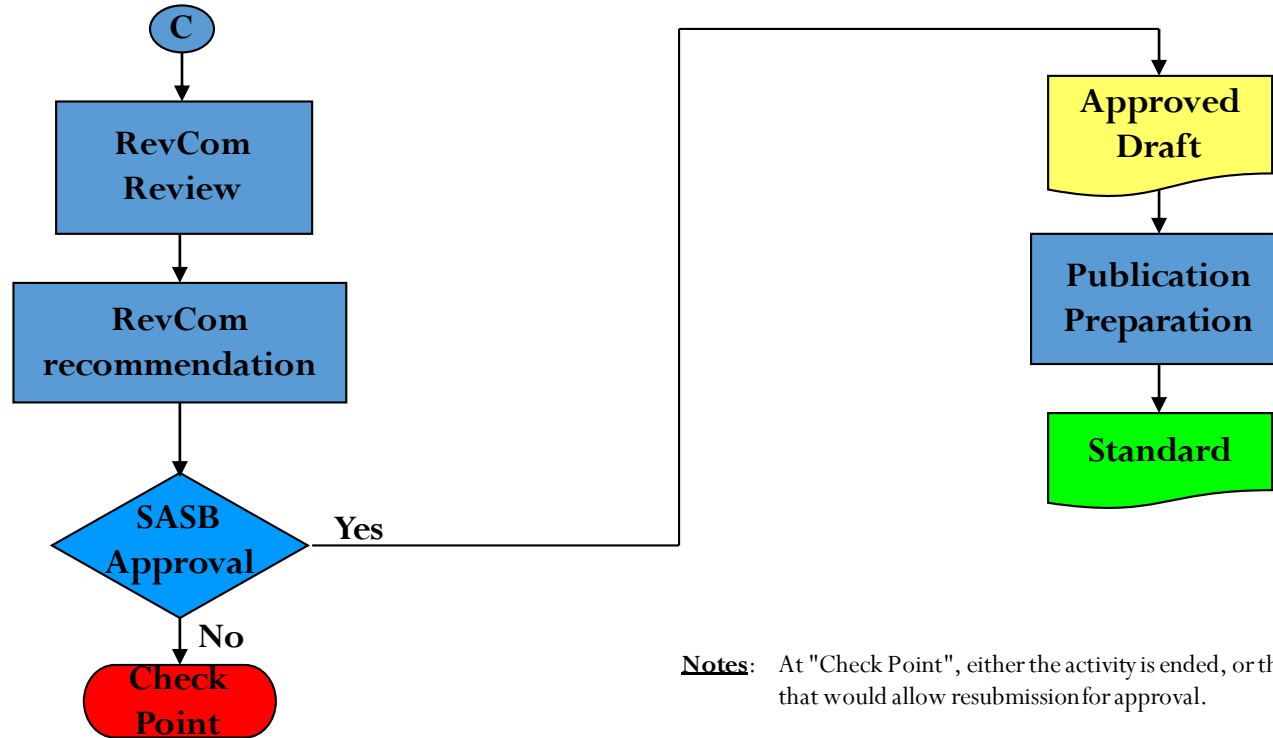 C
RevCom
Review
RevCom
recommendation
SASB
Approval
Yes
No
Check
Point
Approved
Draft
Publication
Preparation
Standard
Notes: At "Check Point", either the activity is ended, or
that would allow resubmission for approval.